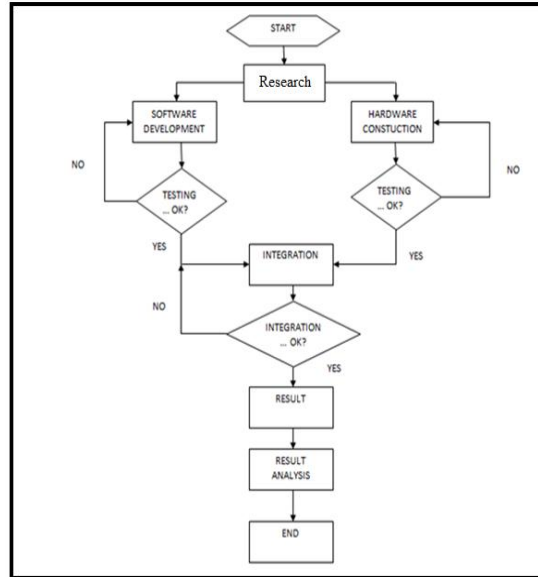 START
Research
SOFTWARE
DEVELOPMENT
HARDWARE
CONSTUCTION
NO
NO
TESTING
... OK?
TESTING
... OK?
YES
YES
INTEGRATION
NO
INTEGRATION
... OK?
YES
RESULT
RESULT
ANALYSIS
END